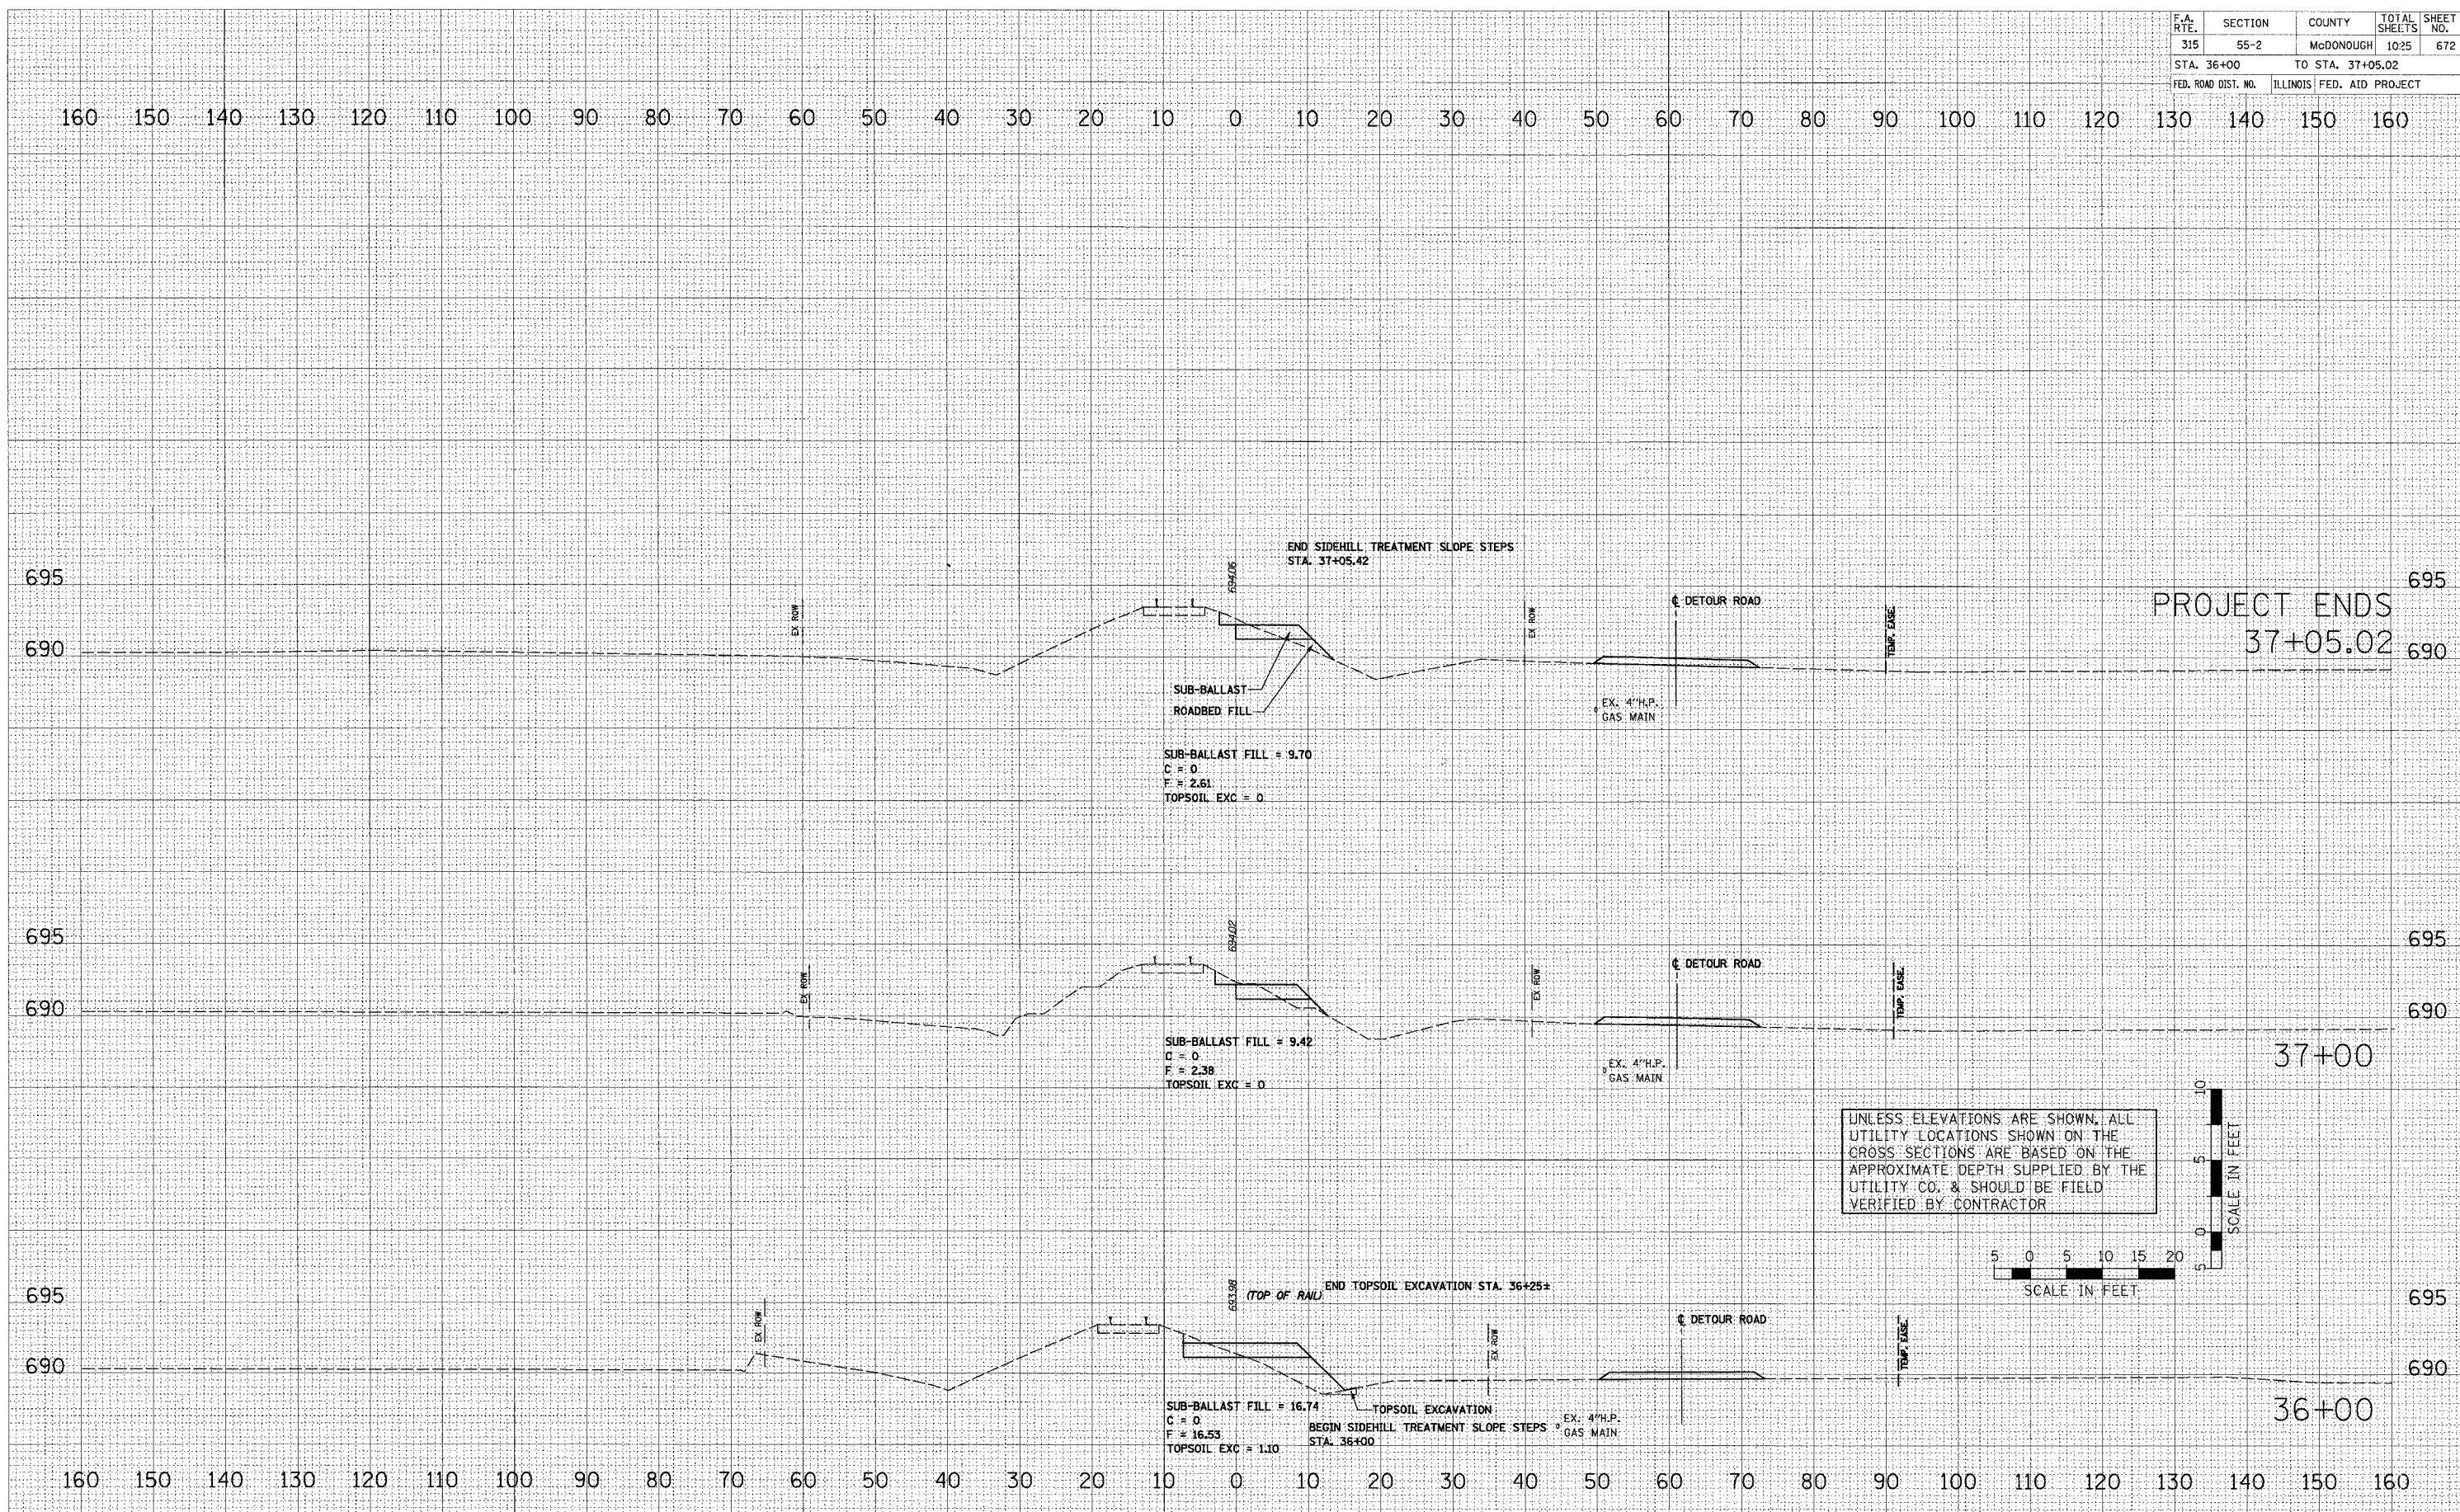 F.A. RTE. SECTION COUNTY TOTAL SHEETS SHEET NO.
315 55-2 McDONOUGH 1025 672
STA. 36+00 TO STA. 37+05.02
FED. ROAD DIST. NO. ILLINOIS FED. AID PROJECT
160 150 140 130 120 110 100 90 80 70 60 50 40 30 20 10 0 10 20 30 40 50 60 70 80 90 100 110 120 130 140 150 160
END SIDEHILL TREATMENT SLOPE STEPS
STA. 37+05.42
694.06
695 695
EX ROW
EX ROW
℄ DETOUR ROAD
TEMP. EASE.
PROJECT ENDS
37+05.02
690 690
SUB-BALLAST
ROADBED FILL
EX. 4"H.P.
GAS MAIN
SUB-BALLAST FILL = 9.70
C = 0
F = 2.61
TOPSOIL EXC = 0
694.02
695 695
EX ROW
EX ROW
℄ DETOUR ROAD
TEMP. EASE.
690 690
37+00
SUB-BALLAST FILL = 9.42
C = 0
F = 2.38
TOPSOIL EXC = 0
EX. 4"H.P.
GAS MAIN
UNLESS ELEVATIONS ARE SHOWN, ALL
UTILITY LOCATIONS SHOWN ON THE
CROSS SECTIONS ARE BASED ON THE
APPROXIMATE DEPTH SUPPLIED BY THE
UTILITY CO. & SHOULD BE FIELD
VERIFIED BY CONTRACTOR
5 0 5 10
SCALE IN FEET
5 0 5 10 15 20
SCALE IN FEET
693.98
(TOP OF RAIL)
END TOPSOIL EXCAVATION STA. 36+25±
695 695
EX ROW
EX ROW
℄ DETOUR ROAD
TEMP. EASE.
690 690
36+00
SUB-BALLAST FILL = 16.74
C = 0
F = 16.53
TOPSOIL EXC = 1.10
TOPSOIL EXCAVATION
BEGIN SIDEHILL TREATMENT SLOPE STEPS
STA. 36+00
EX. 4"H.P.
GAS MAIN
160 150 140 130 120 110 100 90 80 70 60 50 40 30 20 10 0 10 20 30 40 50 60 70 80 90 100 110 120 130 140 150 160